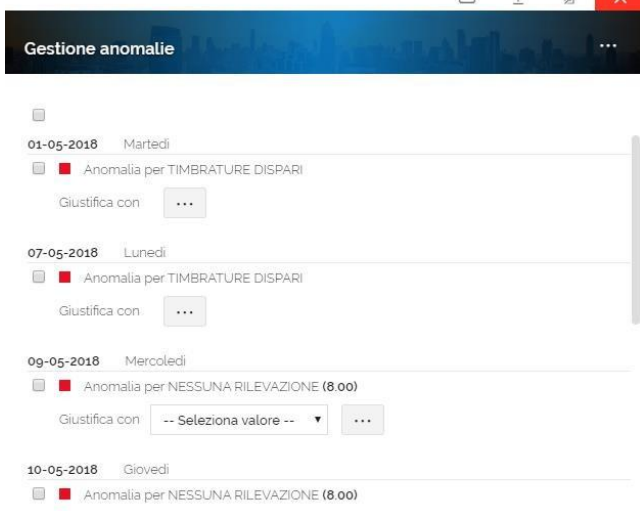 Gestione anomalie
01-05-2018 Martedì
Anomalia per TIMBRATURE DISPARI
Giustifica con ...
07-05-2018 Lunedì
Anomalia per TIMBRATURE DISPARI
Giustifica con ...
09-05-2018 Mercoledì
Anomalia per NESSUNA RILEVAZIONE (8.00)
Giustifica con -- Seleziona valore -- ...
10-05-2018 Giovedì
Anomalia per NESSUNA RILEVAZIONE (8.00)